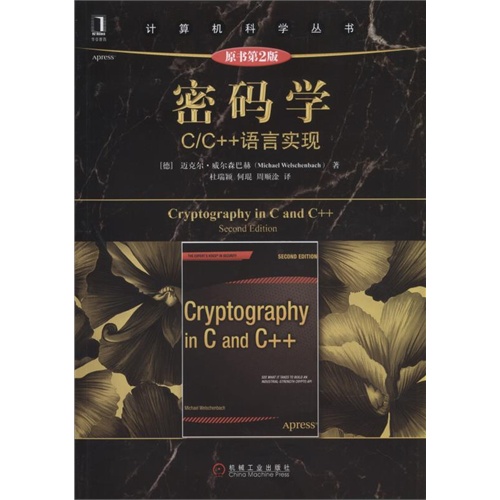 计算机科学丛书
Apress®
原书第2版
密码学
C/C++语言实现
[德] 迈克尔·威尔森巴赫(Michael Welschenbach)著
杜瑞颖 何琨 周顺淦 译
Cryptography in C and C++
Second Edition
SECOND EDITION
Cryptography
in C and C++
Michael Welschenbach
Apress®
机械工业出版社
China Machine Press